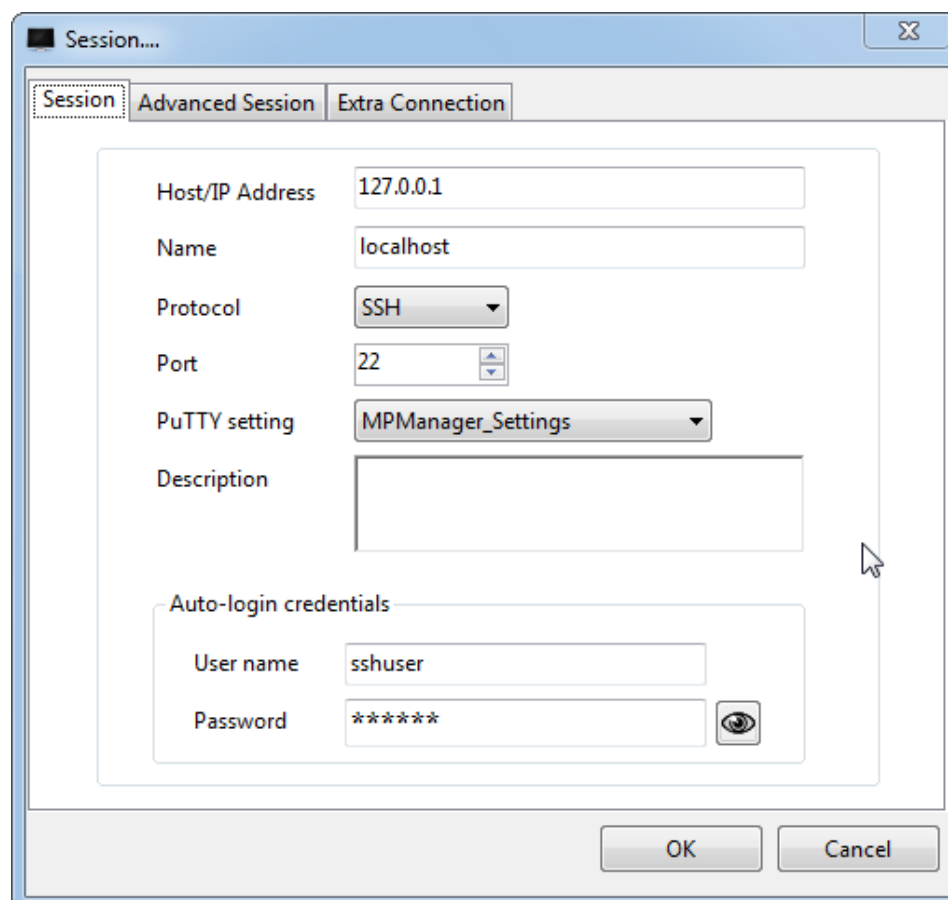 Session....
Session Advanced Session Extra Connection
Host/IP Address 127.0.0.1
Name localhost
Protocol SSH
Port 22
PuTTY setting MPManager_Settings
Description
Auto-login credentials
User name sshuser
Password ******
OK Cancel